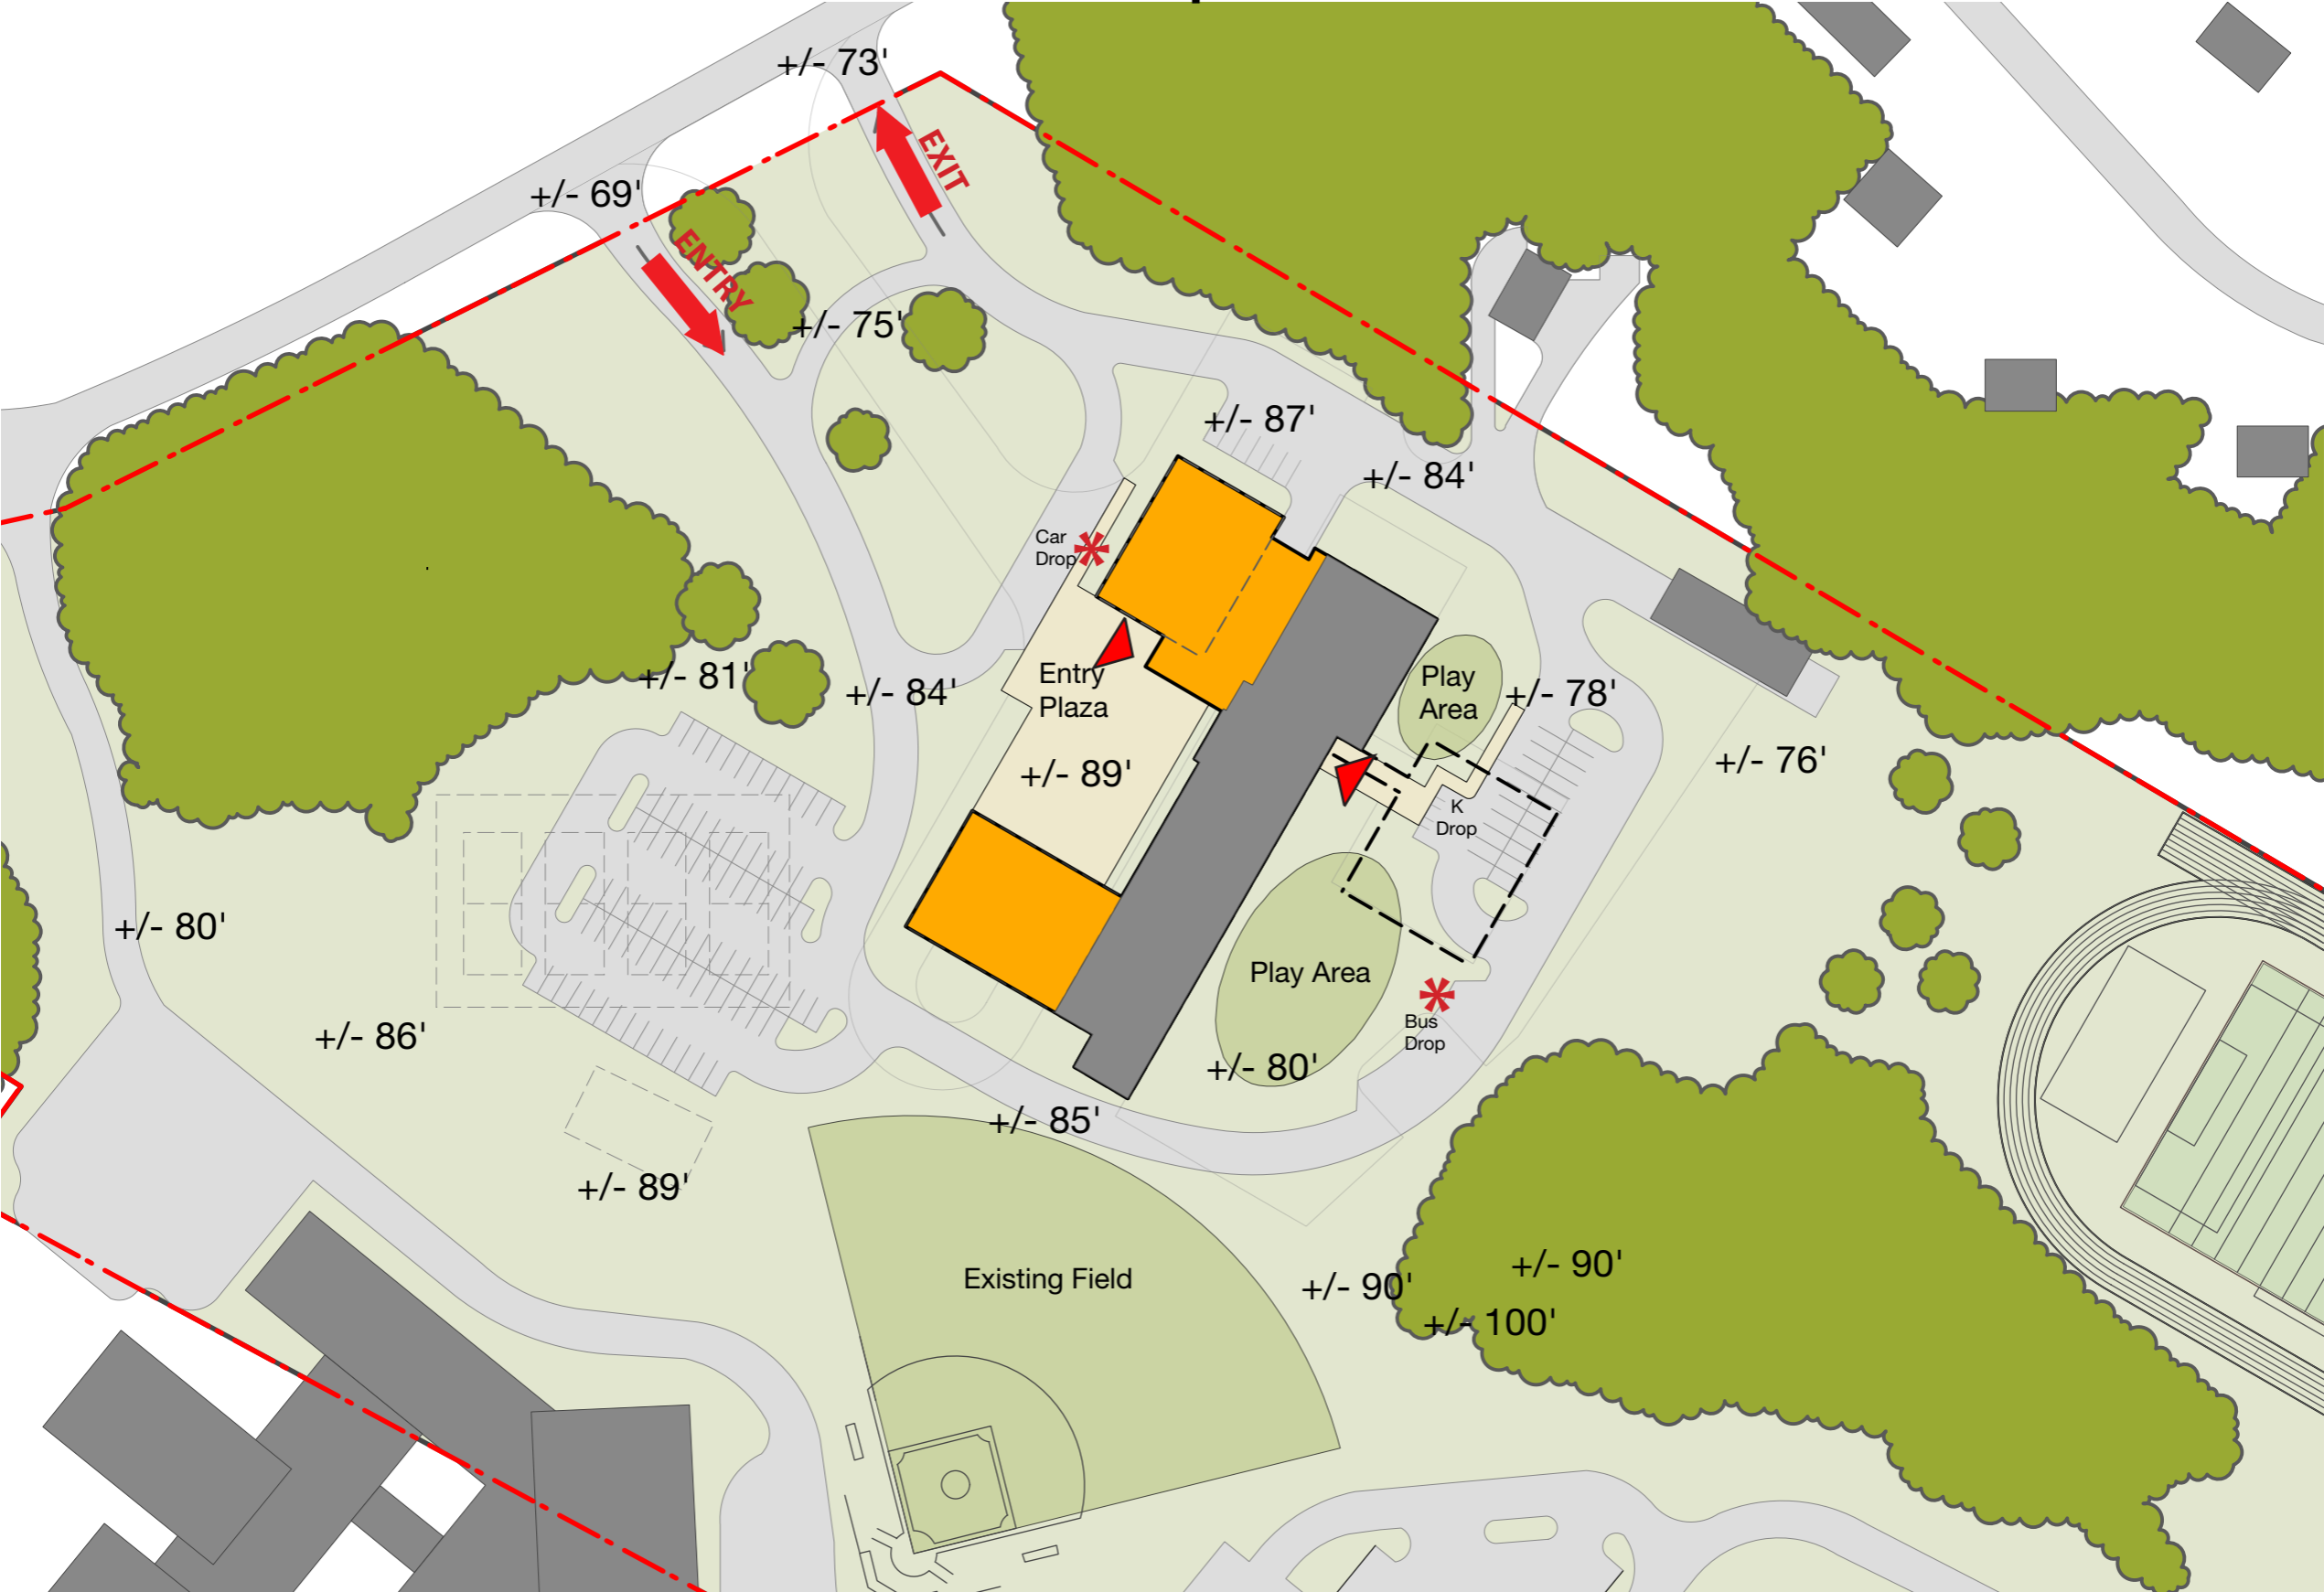 +/- 73'
EXIT
+/- 69'
ENTRY
+/- 75'
+/- 87'
+/- 84'
Car
Drop
+/- 81'
+/- 84'
Entry
Plaza
Play
Area
+/- 78'
+/- 76'
+/- 89'
K
Drop
+/- 80'
Play Area
+/- 86'
Bus
Drop
+/- 80'
+/- 85'
+/- 89'
Existing Field
+/- 90'
+/- 90'
+/- 100'